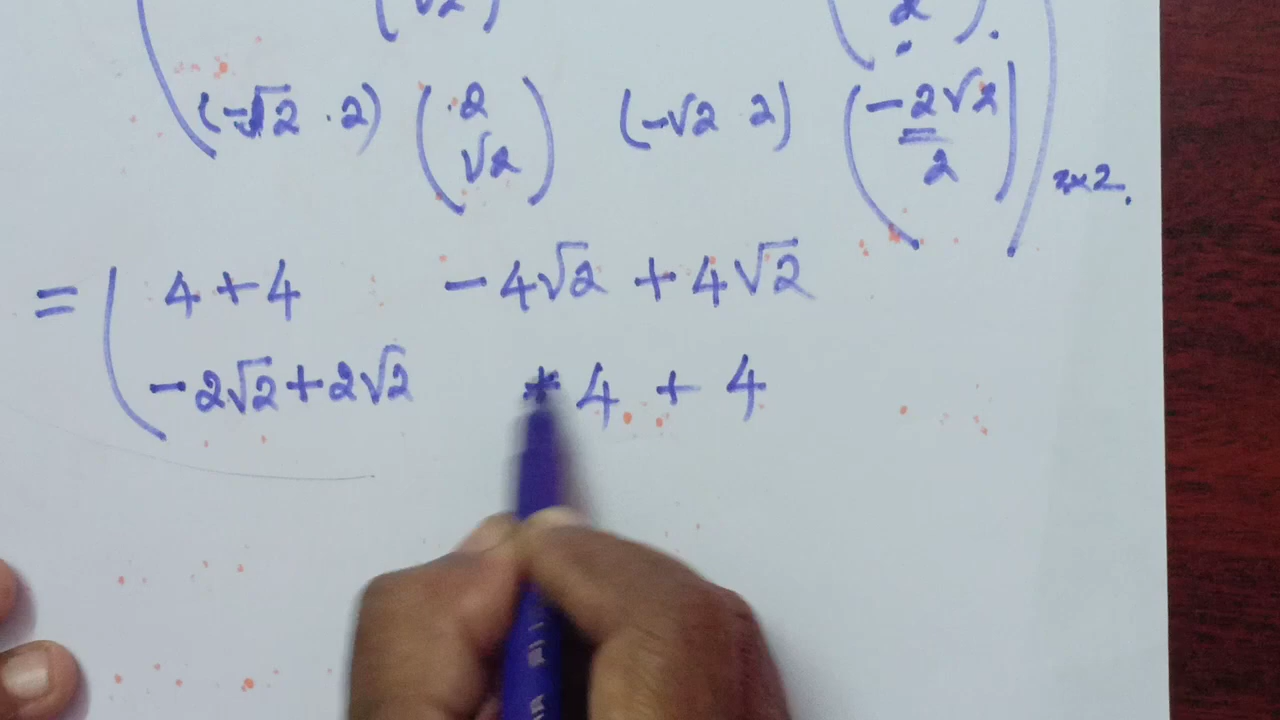 (√2) 2
(-√2 2) (2 (-√2 2) (-2√2
√2) 2) 2x2.
= ( 4 + 4 -4√2 + 4√2
-2√2 + 2√2 + 4 + 4